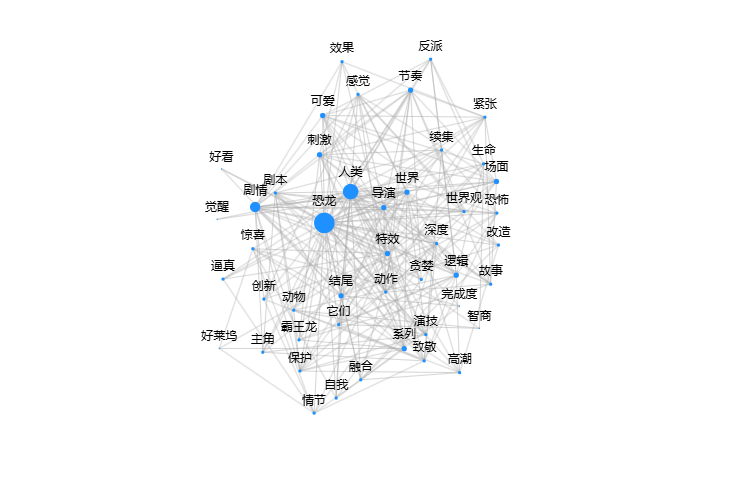 效果
反派
节奏
感觉
可爱
紧张
刺激
续集
生命
好看
场面
人类
世界
剧本
剧情
导演
世界观
恐怖
恐龙
觉醒
惊喜
特效
深度
改造
逼真
贪婪
逻辑
故事
结尾
动作
创新
动物
完成度
它们
智商
霸王龙
演技
好莱坞
主角
系列
致敬
保护
融合
高潮
自我
情节